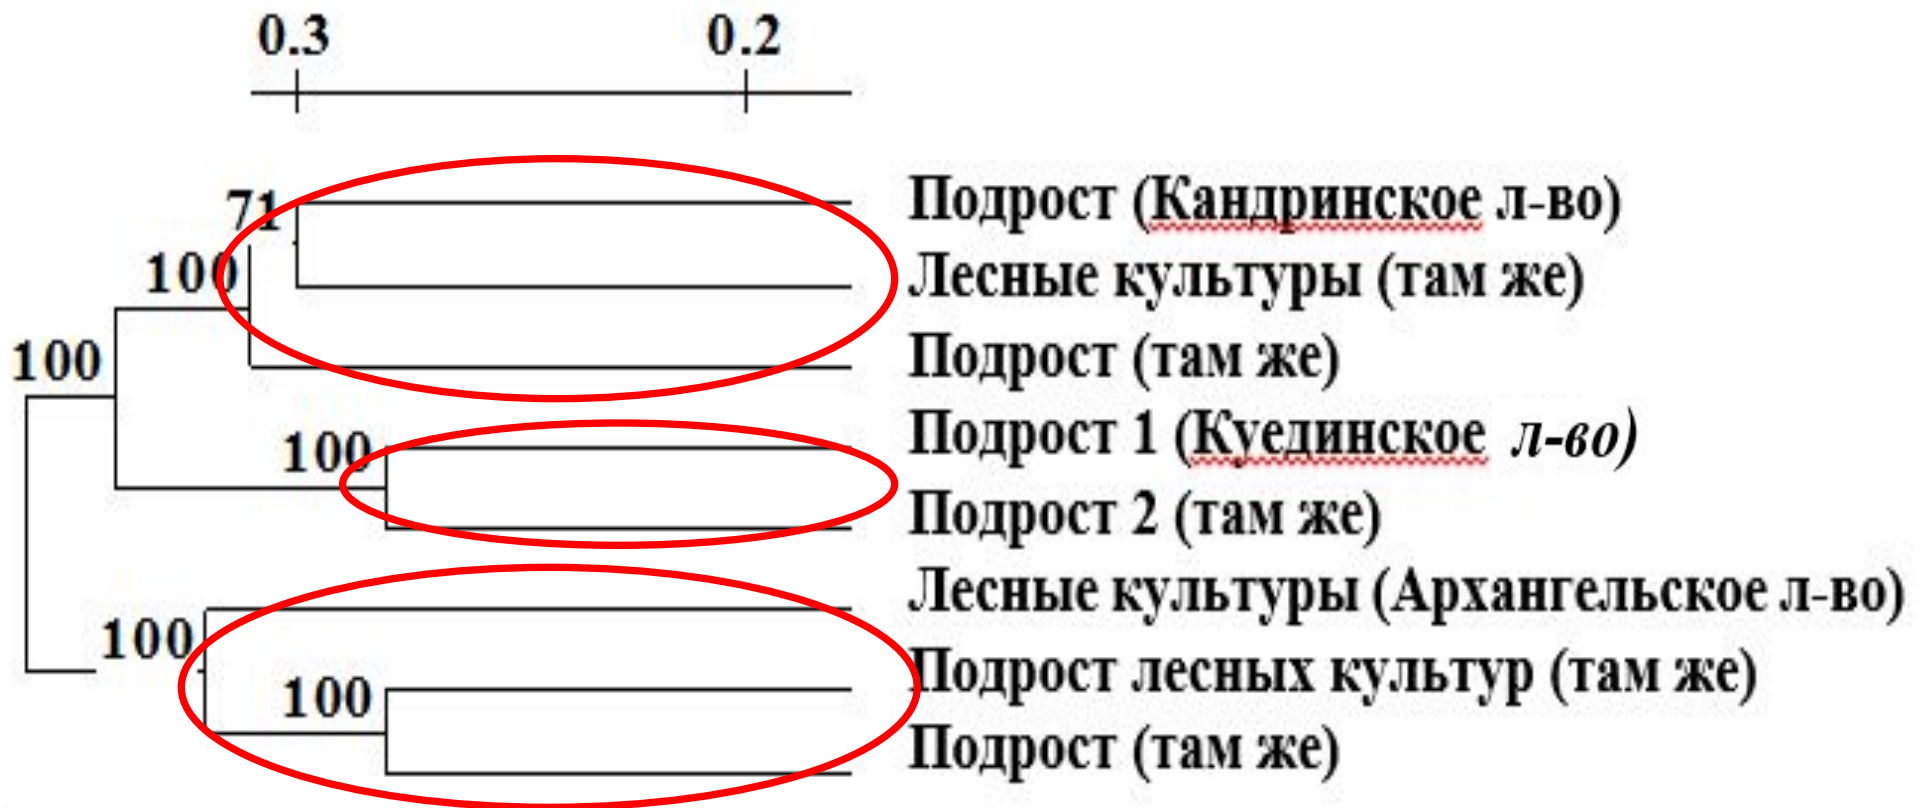 0.3 0.2
71
Подрост (Кандринское л-во)
100
Лесные культуры (там же)
100
Подрост (там же)
100
Подрост 1 (Куединское л-во)
Подрост 2 (там же)
Лесные культуры (Архангельское л-во)
100
Подрост лесных культур (там же)
100
Подрост (там же)